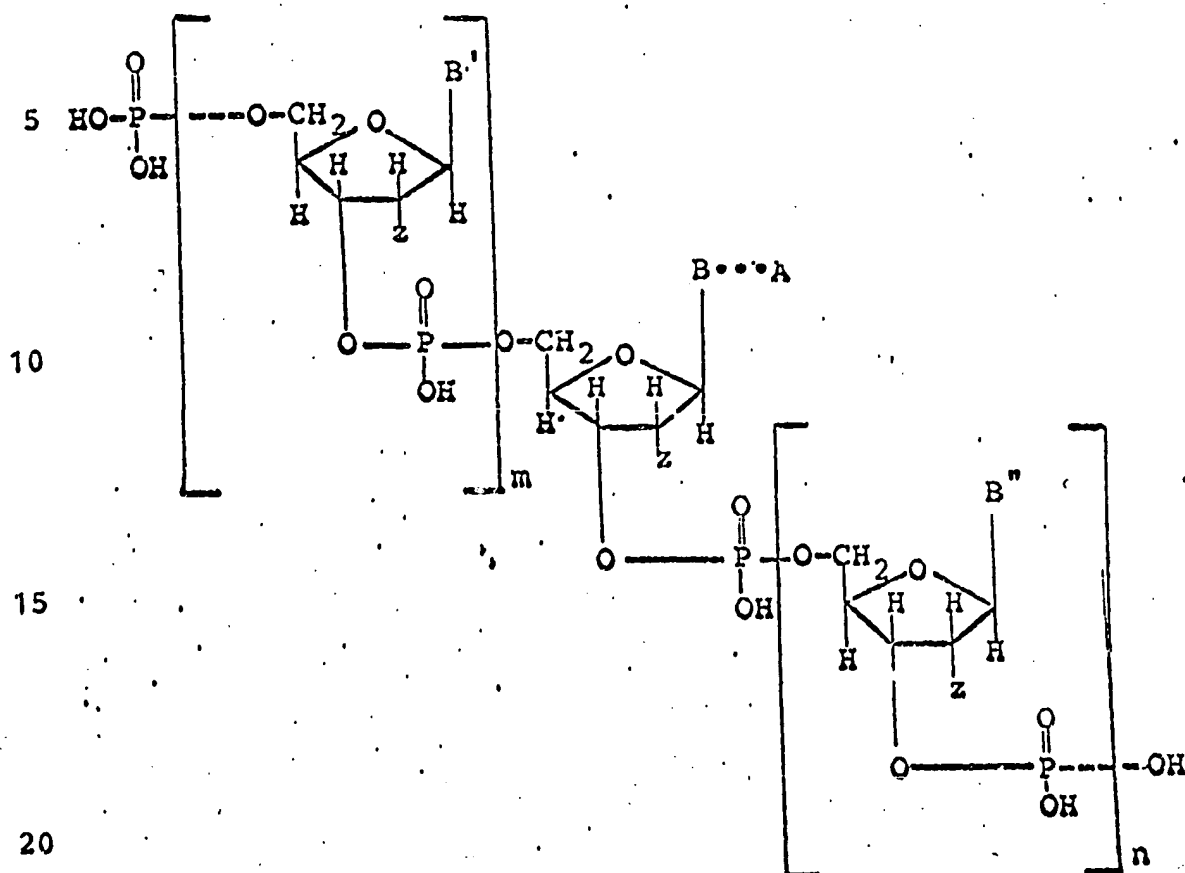 O B'
5 HO-P-O-CH2 O
OH H H
H H
z
O B•••A
10 O P O-CH2 O
OH H H
H H
z
m
O B"
O P O-CH2 O
15 OH H H
H H
z
O
O P OH
OH
20 n